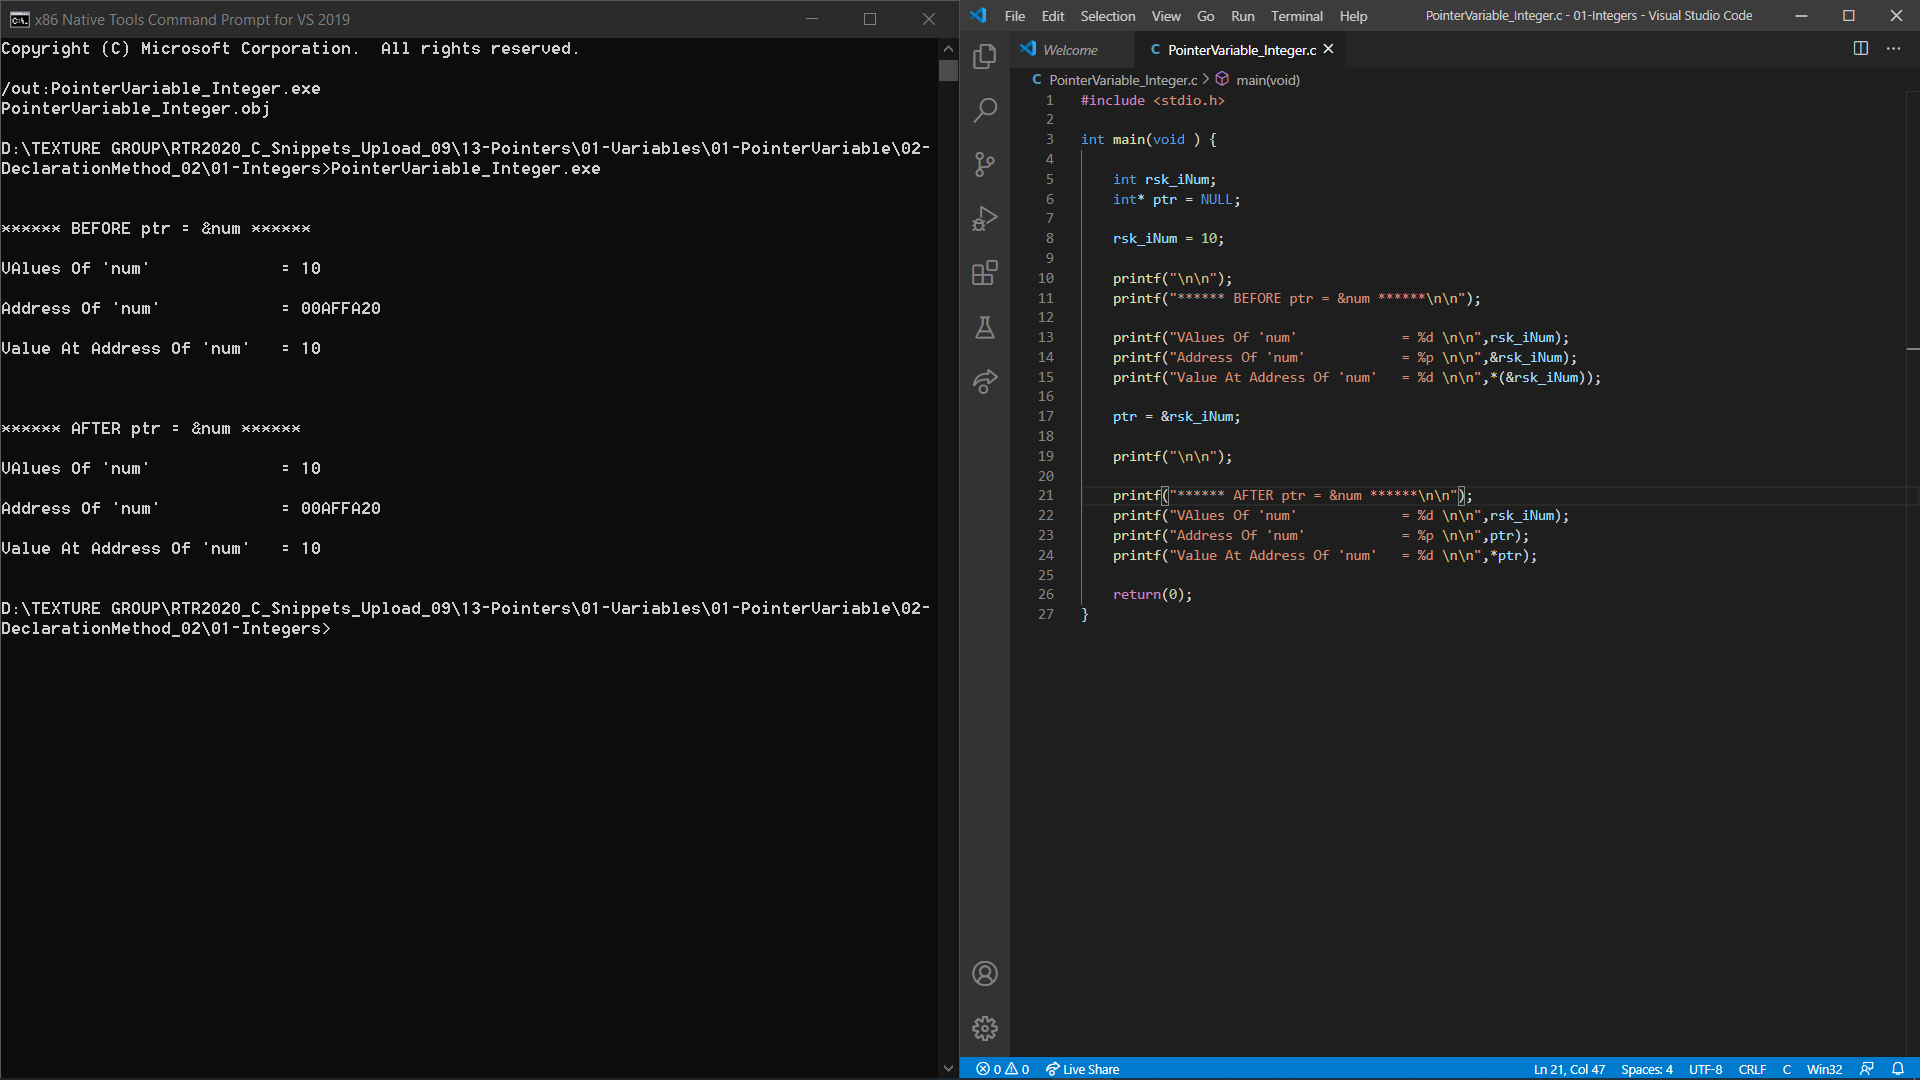 x86 Native Tools Command Prompt for VS 2019
Copyright (C) Microsoft Corporation.  All rights reserved.
/out:PointerVariable_Integer.exe
PointerVariable_Integer.obj
D:\TEXTURE GROUP\RTR2020_C_Snippets_Upload_09\13-Pointers\01-Variables\01-PointerVariable\02-
DeclarationMethod_02\01-Integers>PointerVariable_Integer.exe
****** BEFORE ptr = &num ******
VAlues Of 'num'             = 10
Address Of 'num'            = 00AFFA20
Value At Address Of 'num'   = 10
****** AFTER ptr = &num ******
VAlues Of 'num'             = 10
Address Of 'num'            = 00AFFA20
Value At Address Of 'num'   = 10
D:\TEXTURE GROUP\RTR2020_C_Snippets_Upload_09\13-Pointers\01-Variables\01-PointerVariable\02-
DeclarationMethod_02\01-Integers>
File Edit Selection View Go Run Terminal Help PointerVariable_Integer.c - 01-Integers - Visual Studio Code
Welcome C PointerVariable_Integer.c
C PointerVariable_Integer.c > main(void)
1 #include <stdio.h>
2
3 int main(void ) {
4
5     int rsk_iNum;
6     int* ptr = NULL;
7
8     rsk_iNum = 10;
9
10     printf("\n\n");
11     printf("****** BEFORE ptr = &num ******\n\n");
12
13     printf("VAlues Of 'num'             = %d \n\n",rsk_iNum);
14     printf("Address Of 'num'            = %p \n\n",&rsk_iNum);
15     printf("Value At Address Of 'num'   = %d \n\n",*(&rsk_iNum));
16
17     ptr = &rsk_iNum;
18
19     printf("\n\n");
20
21     printf("****** AFTER ptr = &num ******\n\n");
22     printf("VAlues Of 'num'             = %d \n\n",rsk_iNum);
23     printf("Address Of 'num'            = %p \n\n",ptr);
24     printf("Value At Address Of 'num'   = %d \n\n",*ptr);
25
26     return(0);
27 }
0 0 Live Share Ln 21, Col 47 Spaces: 4 UTF-8 CRLF C Win32